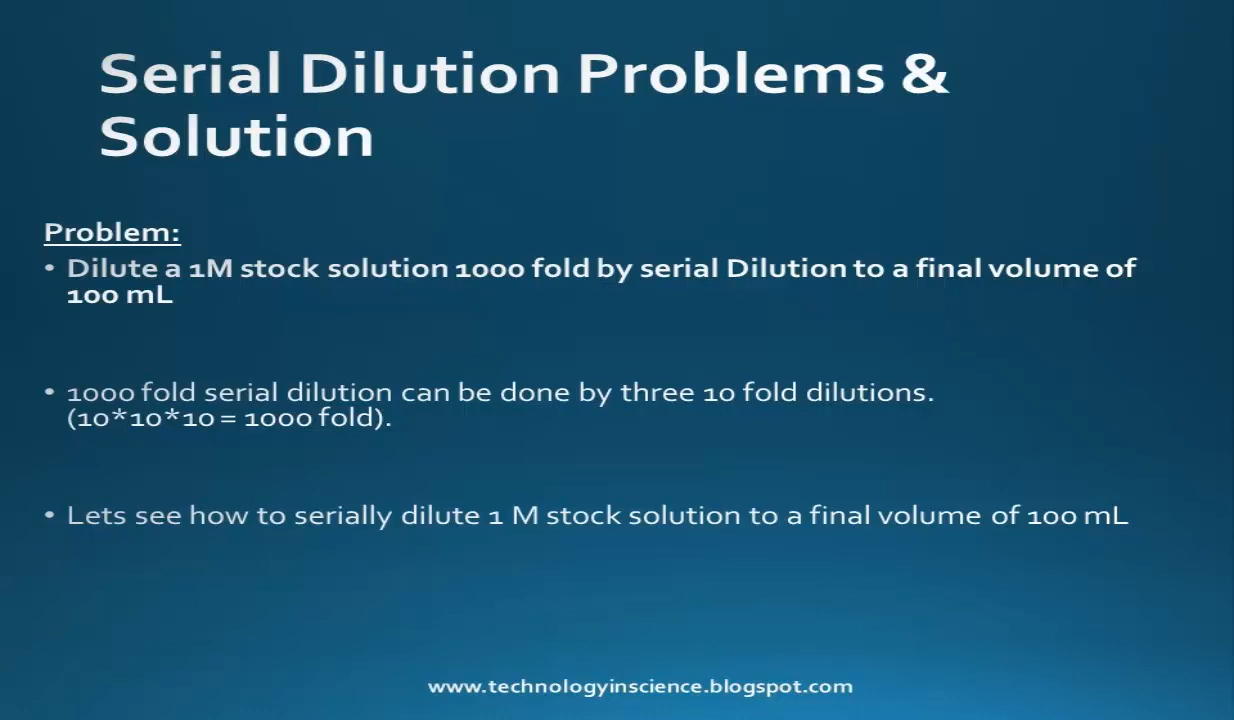 Serial Dilution Problems &
Solution
Problem:
• Dilute a 1M stock solution 1000 fold by serial Dilution to a final volume of
100 mL
• 1000 fold serial dilution can be done by three 10 fold dilutions.
(10*10*10 = 1000 fold).
• Lets see how to serially dilute 1 M stock solution to a final volume of 100 mL
www.technologyinscience.blogspot.com